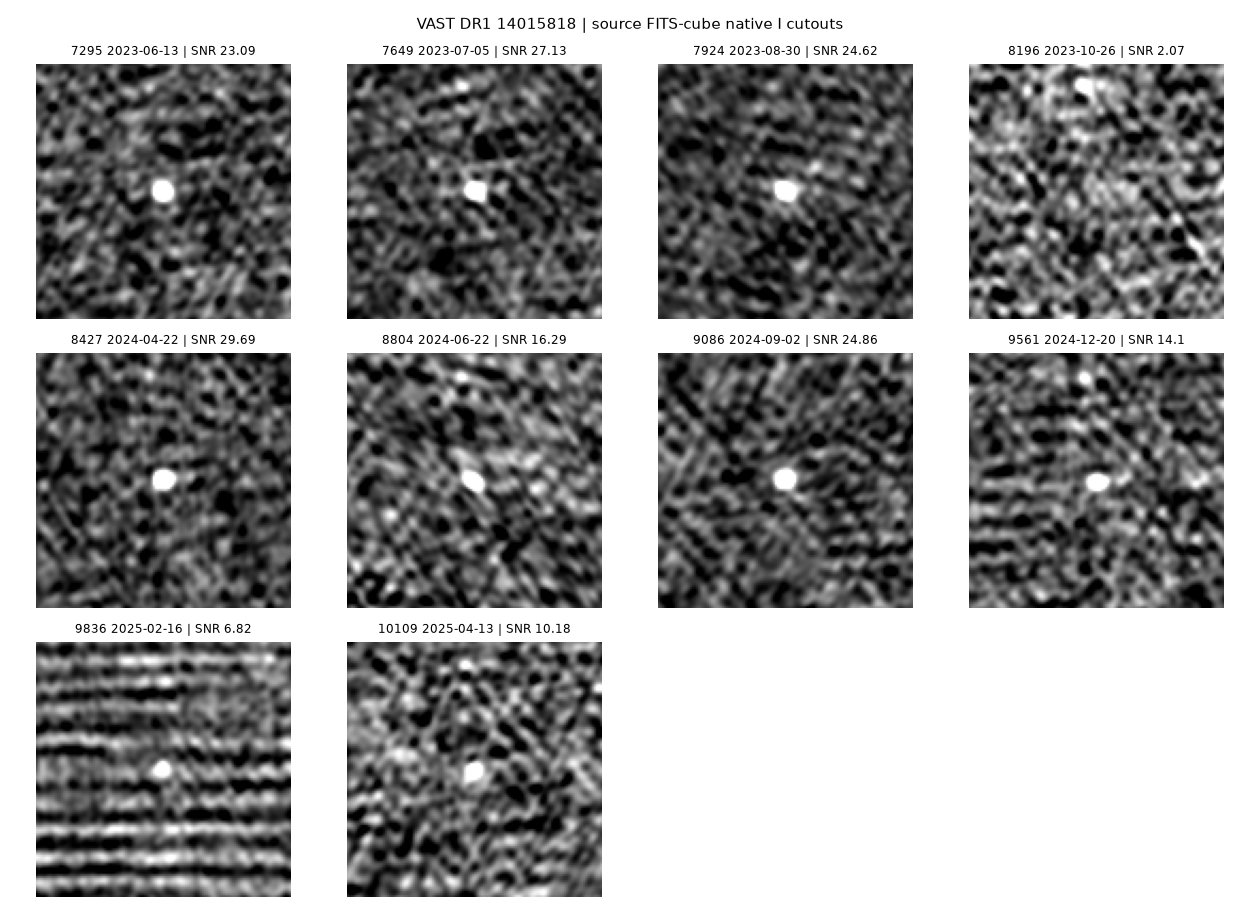 VAST DR1 14015818 | source FITS-cube native I cutouts
7295 2023-06-13 | SNR 23.09
7649 2023-07-05 | SNR 27.13
7924 2023-08-30 | SNR 24.62
8196 2023-10-26 | SNR 2.07
8427 2024-04-22 | SNR 29.69
8804 2024-06-22 | SNR 16.29
9086 2024-09-02 | SNR 24.86
9561 2024-12-20 | SNR 14.1
9836 2025-02-16 | SNR 6.82
10109 2025-04-13 | SNR 10.18